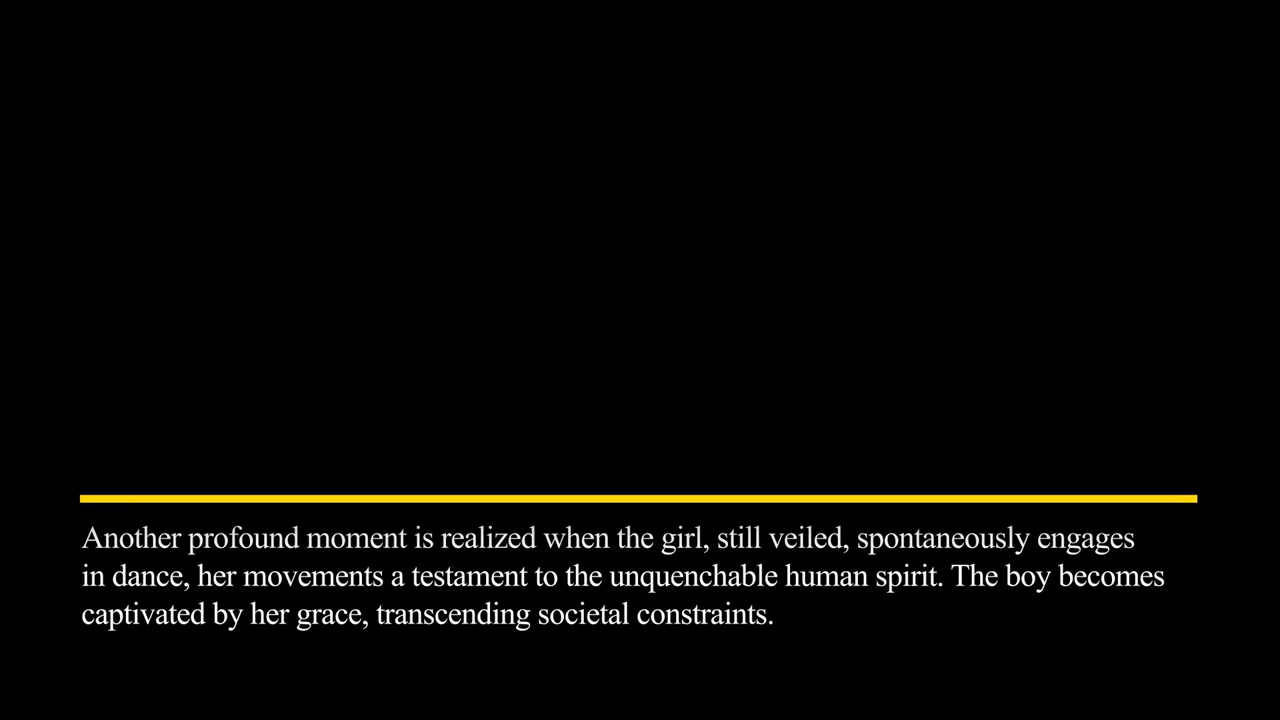 Another profound moment is realized when the girl, still veiled, spontaneously engages
in dance, her movements a testament to the unquenchable human spirit. The boy becomes
captivated by her grace, transcending societal constraints.